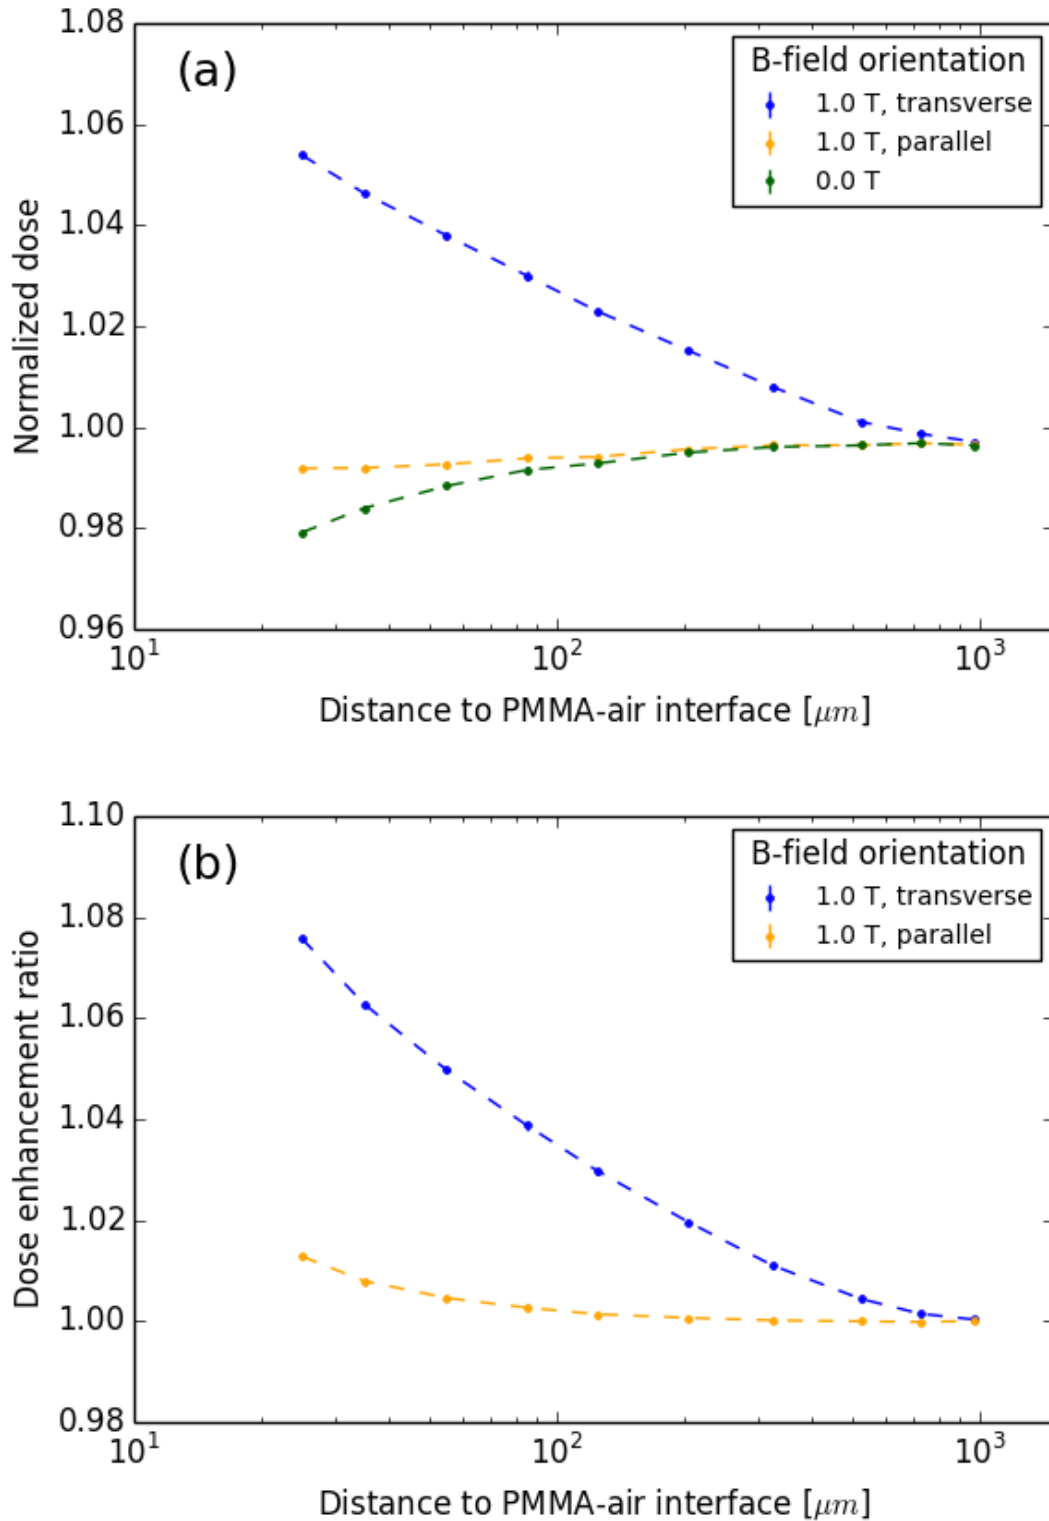 (a)
B-field orientation
1.0 T, transverse
1.0 T, parallel
0.0 T
Normalized dose
1.08
1.06
1.04
1.02
1.00
0.98
0.96
10¹ 10² 10³
Distance to PMMA-air interface [μm]
(b)
B-field orientation
1.0 T, transverse
1.0 T, parallel
Dose enhancement ratio
1.10
1.08
1.06
1.04
1.02
1.00
0.98
10¹ 10² 10³
Distance to PMMA-air interface [μm]